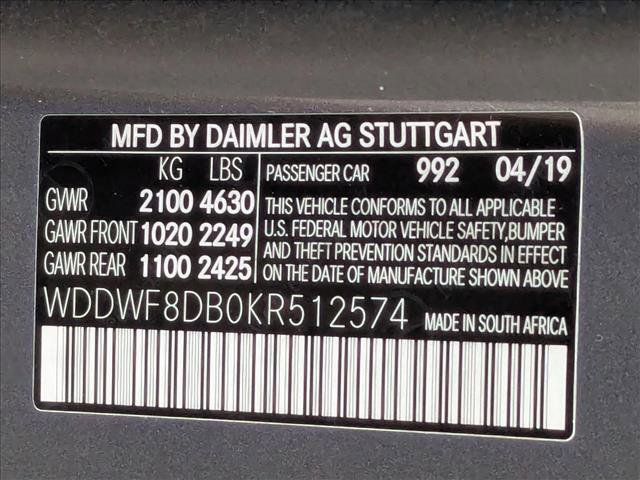 MFD BY DAIMLER AG STUTTGART
KG LBS
GVWR 2100 4630
GAWR FRONT 1020 2249
GAWR REAR 1100 2425
PASSENGER CAR 992 04/19
THIS VEHICLE CONFORMS TO ALL APPLICABLE
U.S. FEDERAL MOTOR VEHICLE SAFETY,BUMPER
AND THEFT PREVENTION STANDARDS IN EFFECT
ON THE DATE OF MANUFACTURE SHOWN ABOVE
WDDWF8DB0KR512574 MADE IN SOUTH AFRICA